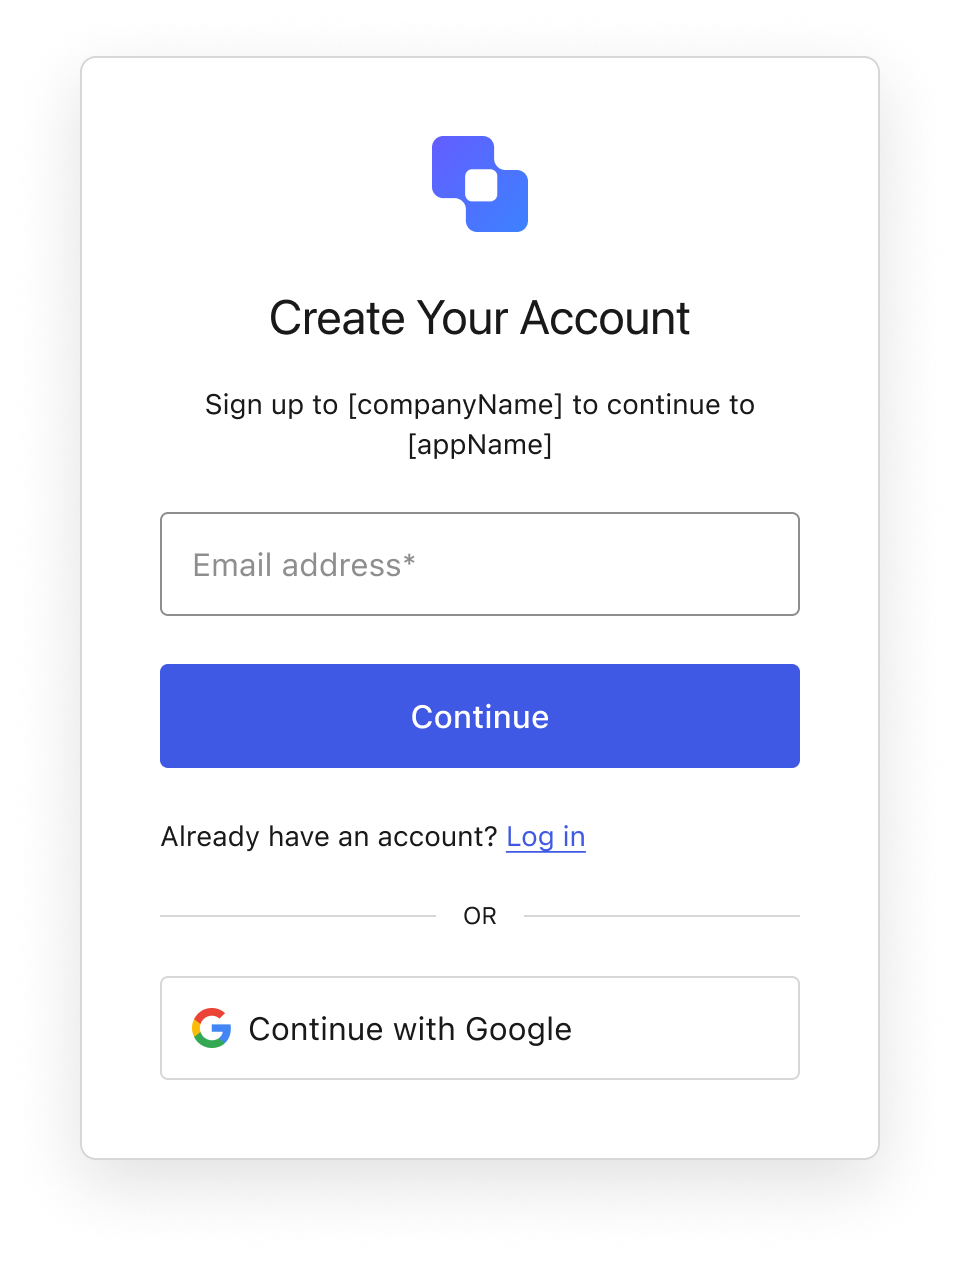 Create Your Account
Sign up to [companyName] to continue to
[appName]
Email address*
Continue
Already have an account? Log in
OR
Continue with Google